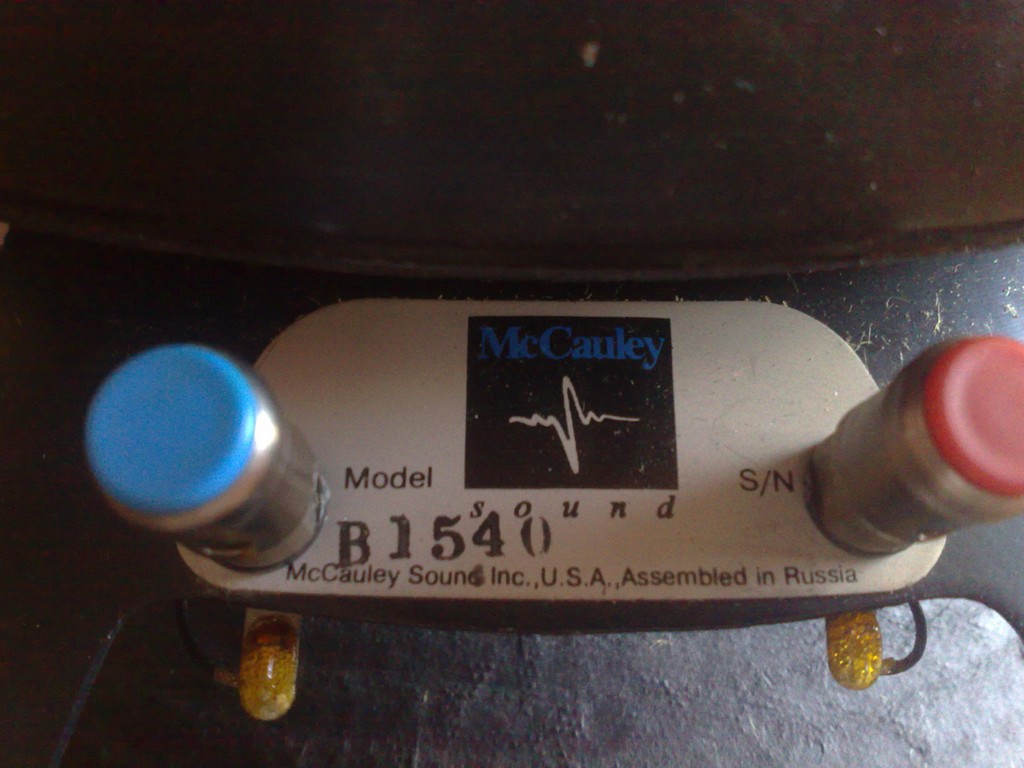 McCauley
Model
S/N
sound
B1540
McCauley Sound Inc.,U.S.A.,Assembled in Russia